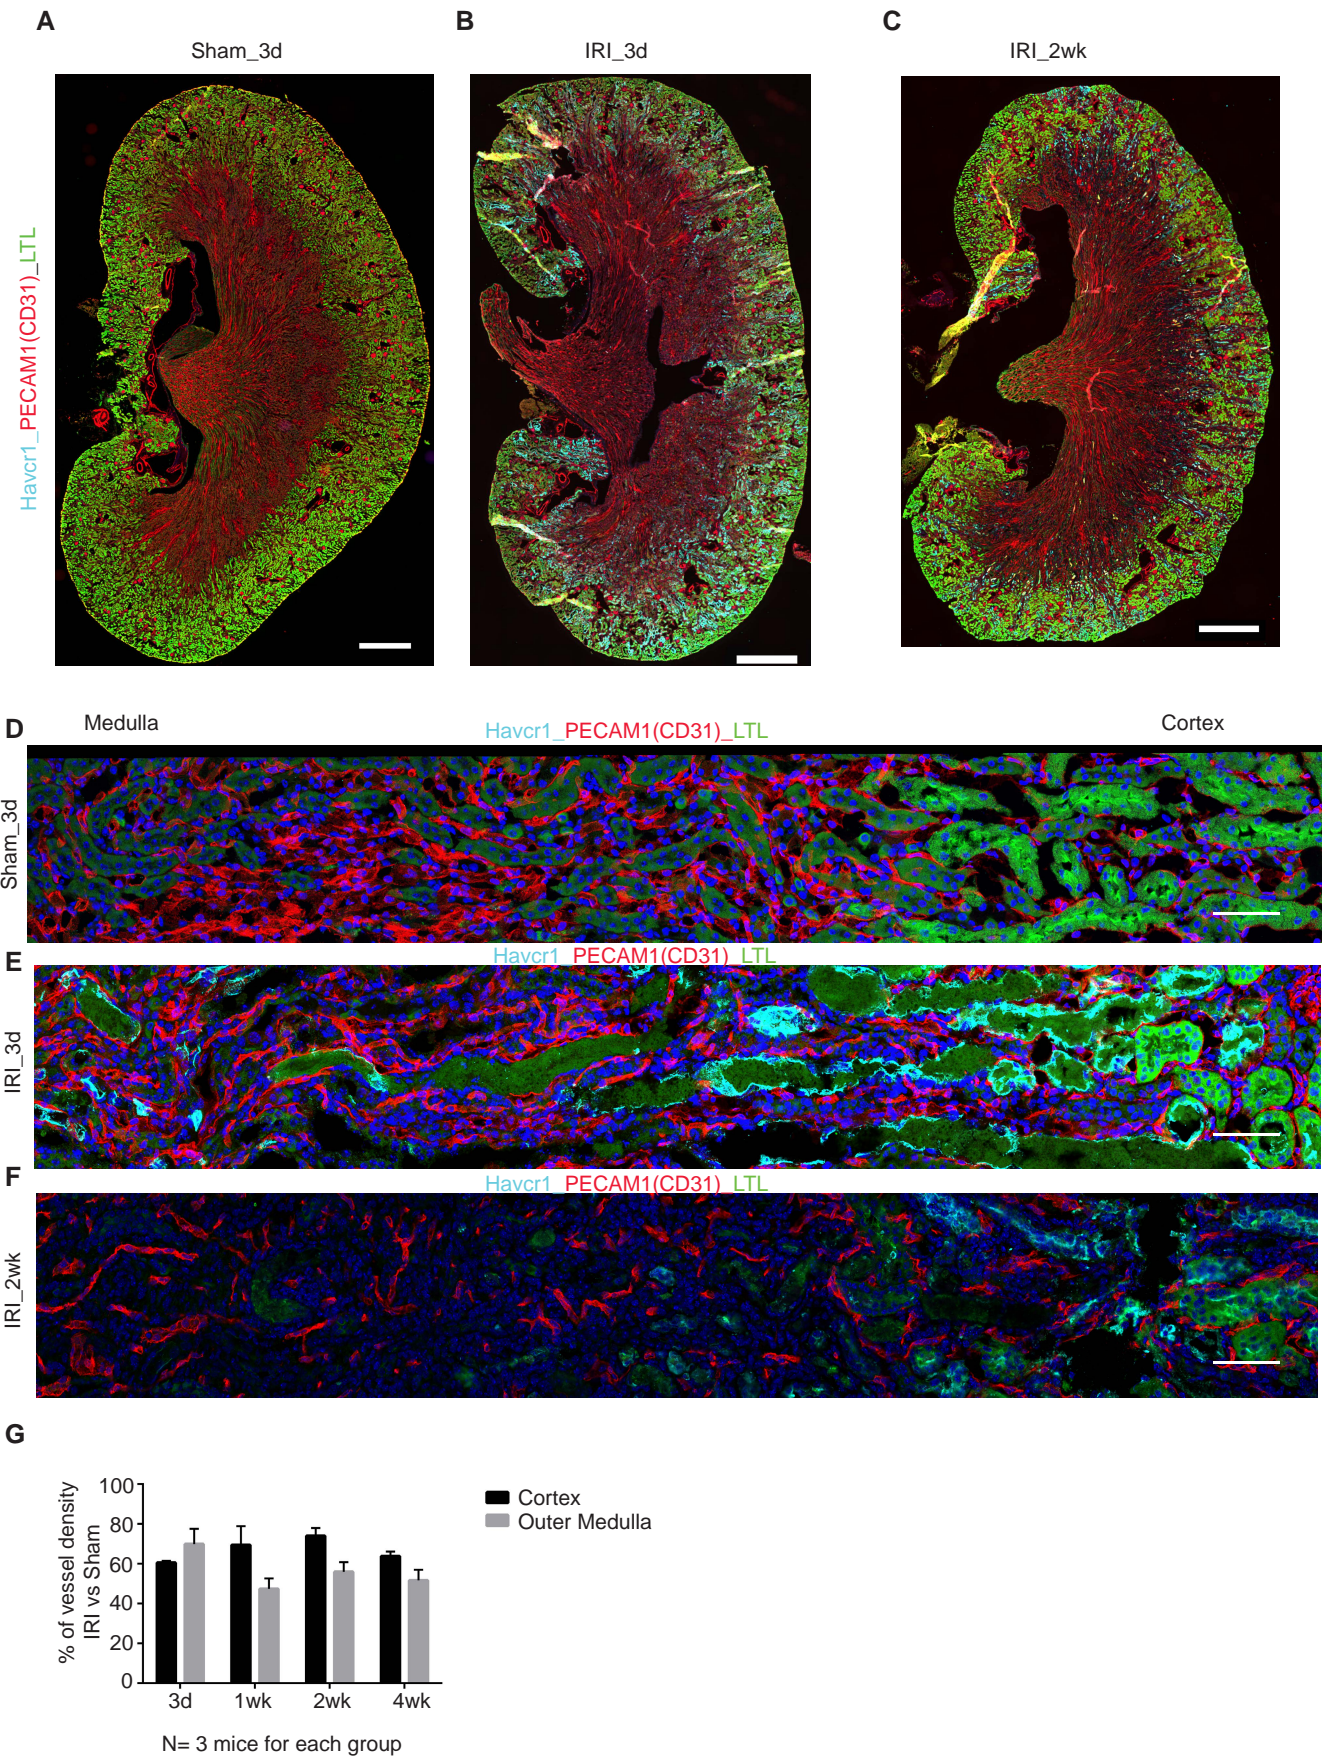 A
B
C
Sham_3d
IRI_3d
IRI_2wk
Havcr1_PECAM1(CD31)_LTL
D
Medulla
Havcr1_PECAM1(CD31)_LTL
Cortex
Sham_3d
E
Havcr1_PECAM1(CD31)_LTL
IRI_3d
F
Havcr1_PECAM1(CD31)_LTL
IRI_2wk
G
% of vessel density
IRI vs Sham
100
80
60
40
20
0
3d
1wk
2wk
4wk
Cortex
Outer Medulla
N= 3 mice for each group